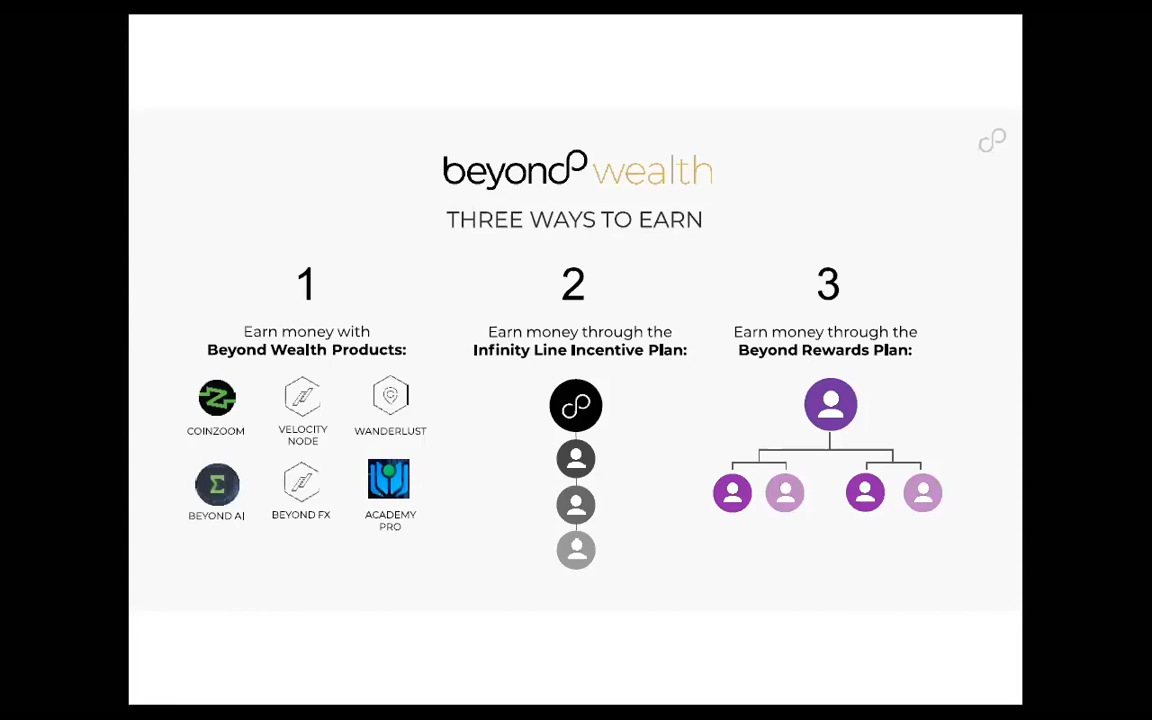 beyond wealth
THREE WAYS TO EARN
1
Earn money with
Beyond Wealth Products:
COINZOOM
VELOCITY
NODE
WANDERLUST
BEYOND AI
BEYOND FX
ACADEMY
PRO
2
Earn money through the
Infinity Line Incentive Plan:
3
Earn money through the
Beyond Rewards Plan: